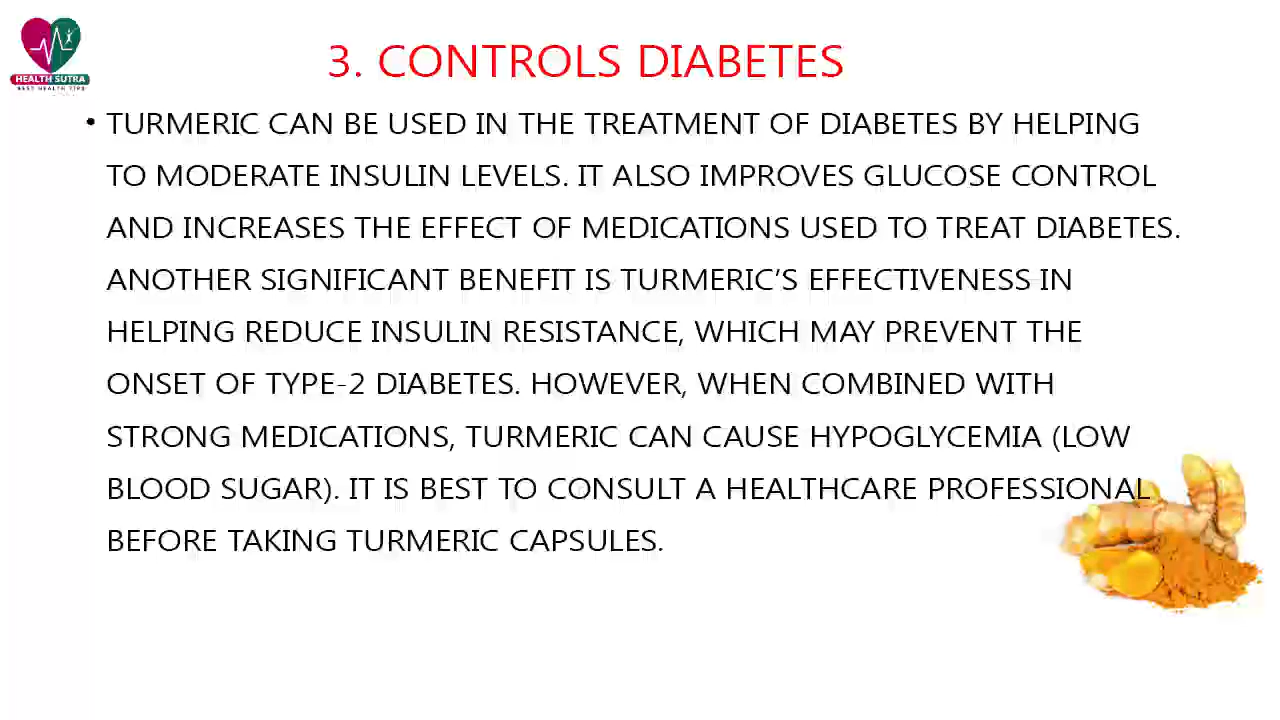 HEALTH SUTRA
BEST HEALTH TIPS
3. CONTROLS DIABETES
• TURMERIC CAN BE USED IN THE TREATMENT OF DIABETES BY HELPING
TO MODERATE INSULIN LEVELS. IT ALSO IMPROVES GLUCOSE CONTROL
AND INCREASES THE EFFECT OF MEDICATIONS USED TO TREAT DIABETES.
ANOTHER SIGNIFICANT BENEFIT IS TURMERIC’S EFFECTIVENESS IN
HELPING REDUCE INSULIN RESISTANCE, WHICH MAY PREVENT THE
ONSET OF TYPE-2 DIABETES. HOWEVER, WHEN COMBINED WITH
STRONG MEDICATIONS, TURMERIC CAN CAUSE HYPOGLYCEMIA (LOW
BLOOD SUGAR). IT IS BEST TO CONSULT A HEALTHCARE PROFESSIONAL
BEFORE TAKING TURMERIC CAPSULES.